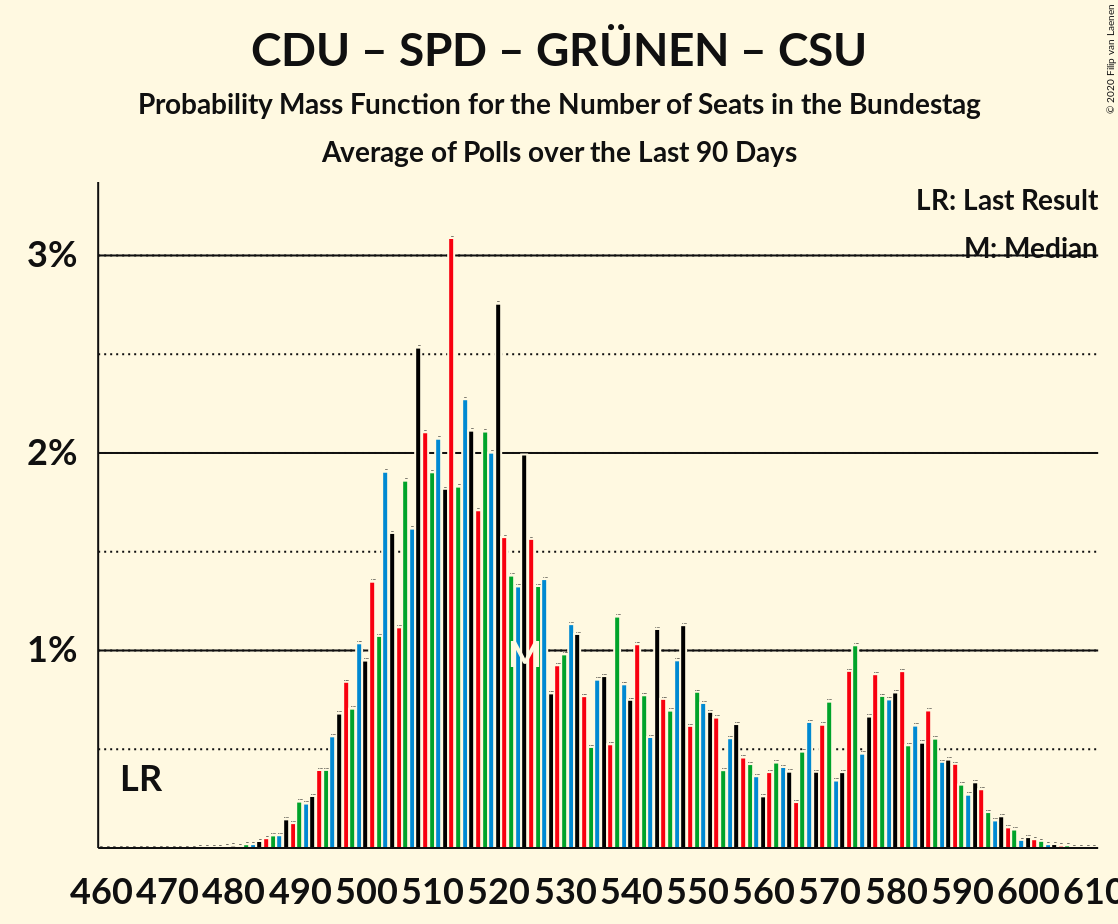 CDU – SPD – GRÜNEN – CSU
Probability Mass Function for the Number of Seats in the Bundestag
Average of Polls over the Last 90 Days
© 2020 Filip van Laenen
LR: Last Result
M: Median
3%
2%
1%
M
LR
460 470 480 490 500 510 520 530 540 550 560 570 580 590 600 610